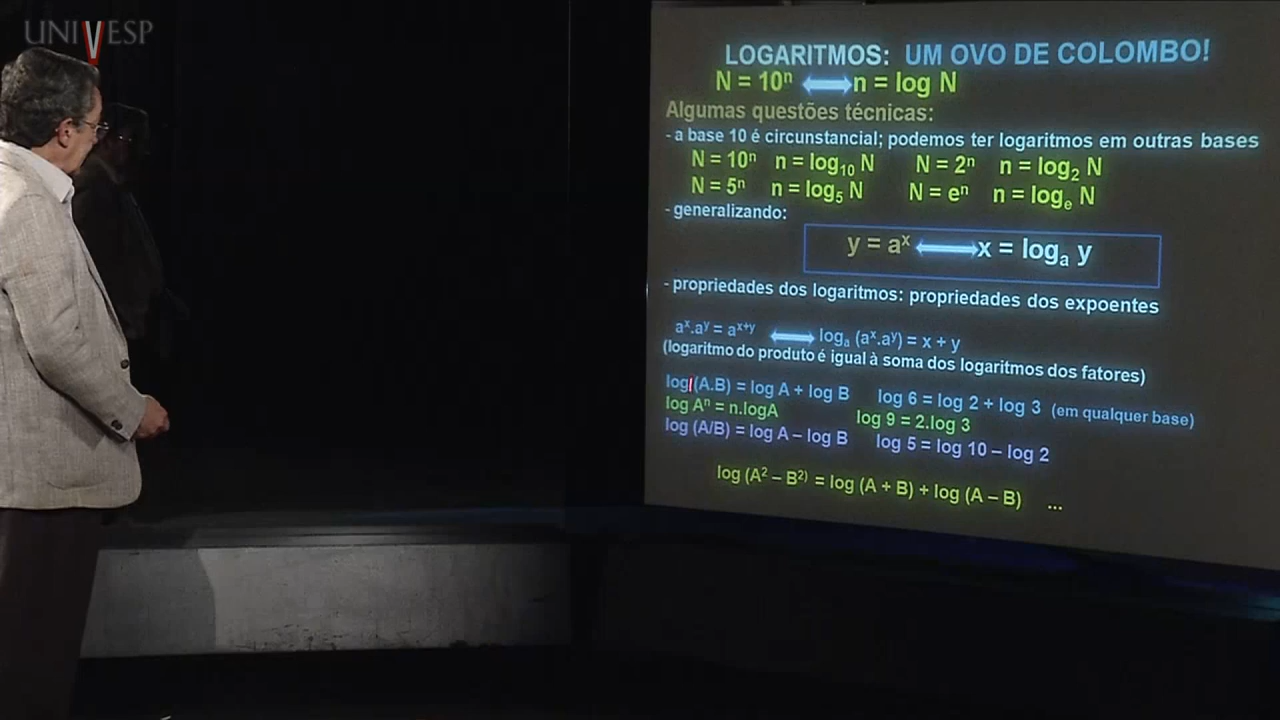 UNIVESP
LOGARITMOS: UM OVO DE COLOMBO!
N = 10ⁿ ⟷ n = log N
Algumas questões técnicas:
- a base 10 é circunstancial; podemos ter logaritmos em outras bases
N = 10ⁿ n = log₁₀ N N = 2ⁿ n = log₂ N
N = 5ⁿ n = log₅ N N = eⁿ n = logₑ N
- generalizando:
y = aˣ ⟷ x = logₐ y
- propriedades dos logaritmos: propriedades dos expoentes
aˣ.aʸ = aˣ⁺ʸ ⟷ logₐ (aˣ.aʸ) = x + y
(logaritmo do produto é igual à soma dos logaritmos dos fatores)
log (A.B) = log A + log B log 6 = log 2 + log 3 (em qualquer base)
log Aⁿ = n.logA log 9 = 2.log 3
log (A/B) = log A – log B log 5 = log 10 – log 2
log (A² – B²⁾ = log (A + B) + log (A – B) ...